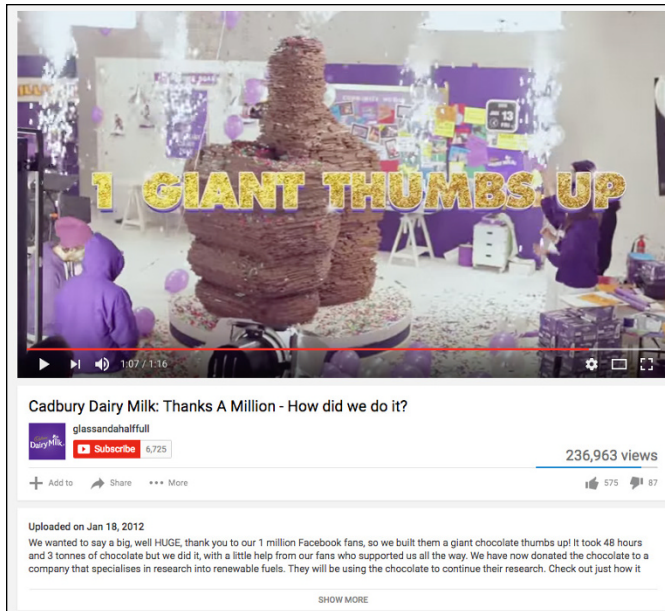 JAN
13
1 GIANT THUMBS UP
1:07 / 1:16
Cadbury Dairy Milk: Thanks A Million - How did we do it?
glassandahalffull
Dairy Milk
Subscribe 6,725
236,963 views
Add to Share More
575 87
Uploaded on Jan 18, 2012
We wanted to say a big, well HUGE, thank you to our 1 million Facebook fans, so we built them a giant chocolate thumbs up! It took 48 hours
and 3 tonnes of chocolate but we did it, with a little help from our fans who supported us all the way. We have now donated the chocolate to a
company that specialises in research into renewable fuels. They will be using the chocolate to continue their research. Check out just how it
SHOW MORE